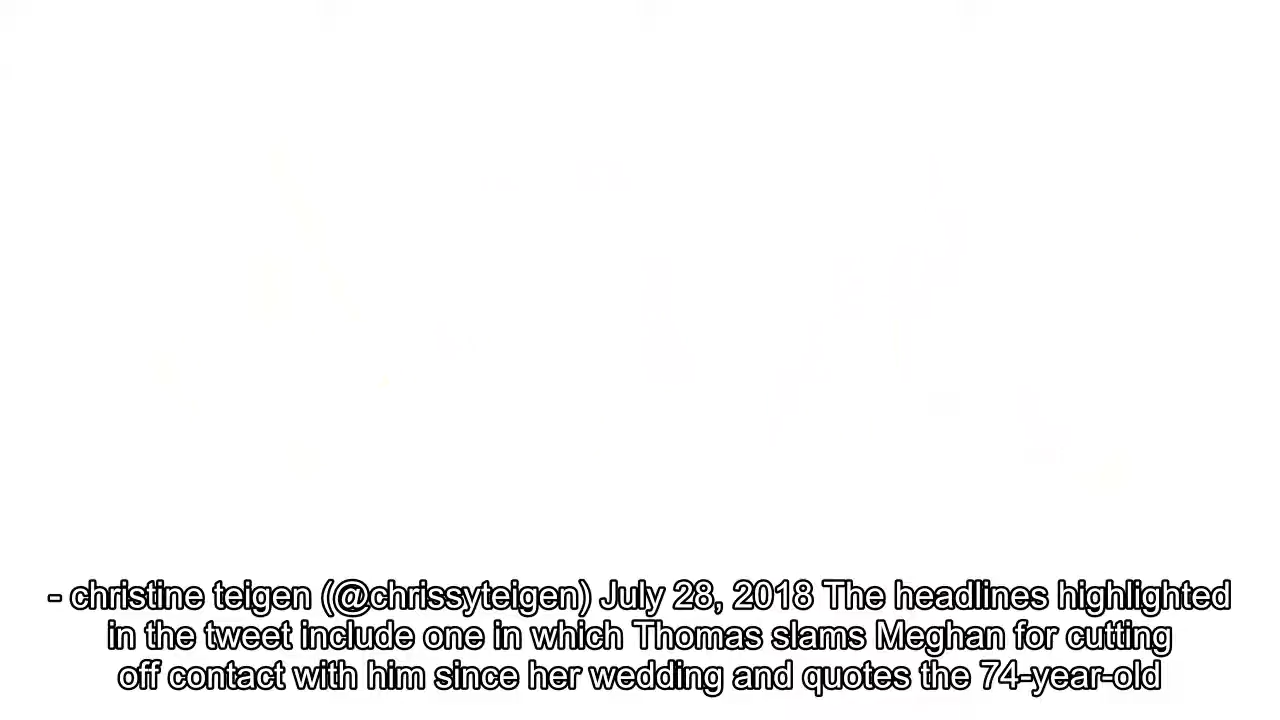 - christine teigen (@chrissyteigen) July 28, 2018 The headlines highlighted
in the tweet include one in which Thomas slams Meghan for cutting
off contact with him since her wedding and quotes the 74-year-old